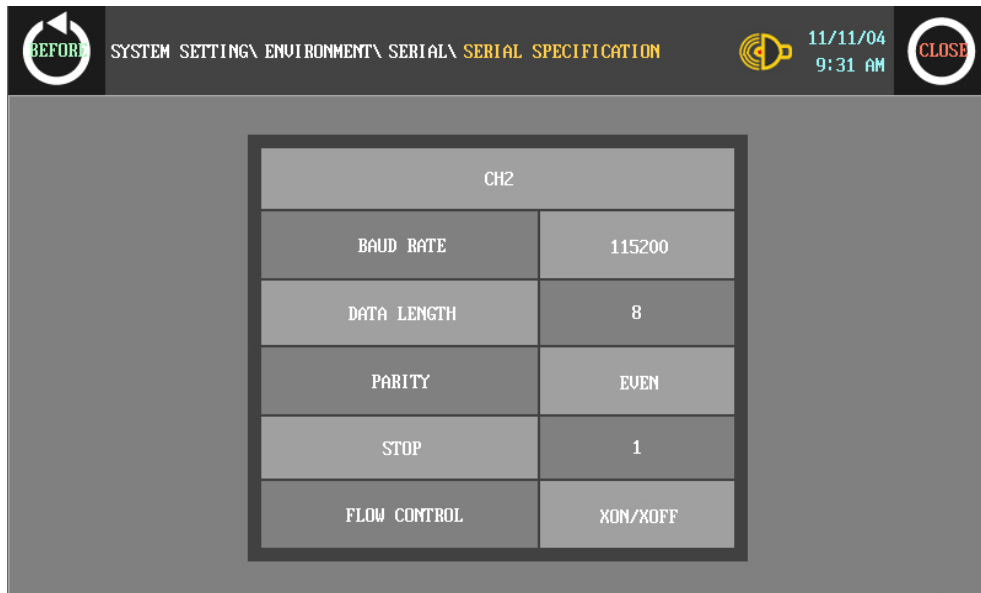 BEFORE
SYSTEM SETTING\ ENVIRONMENT\ SERIAL\ SERIAL SPECIFICATION
11/11/04
9:31 AM
CLOSE
CH2
BAUD RATE 115200
DATA LENGTH 8
PARITY EVEN
STOP 1
FLOW CONTROL XON/XOFF